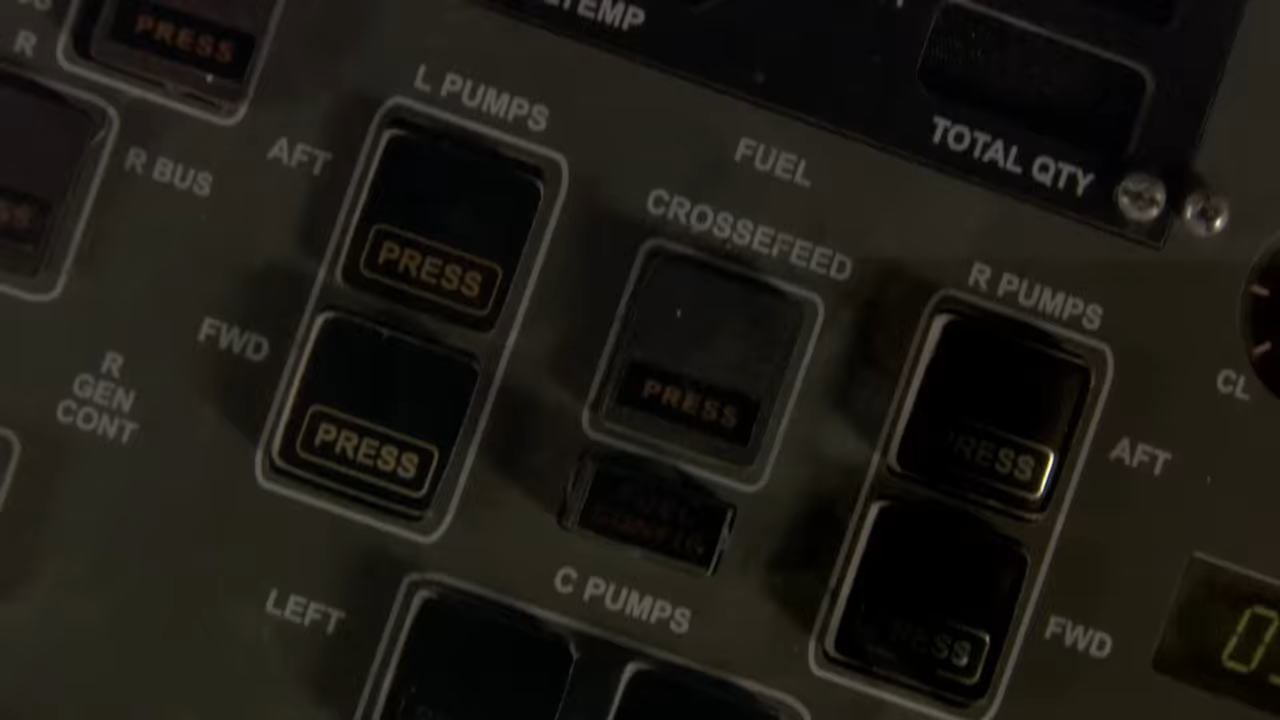 R
PRESS
TEMP
L PUMPS
TOTAL QTY
FUEL
AFT
R BUS
CROSSEFEED
PRESS
R PUMPS
FWD
PRESS
CL
R
GEN
CONT
PRESS
PRESS
AFT
C PUMPS
LEFT
FWD